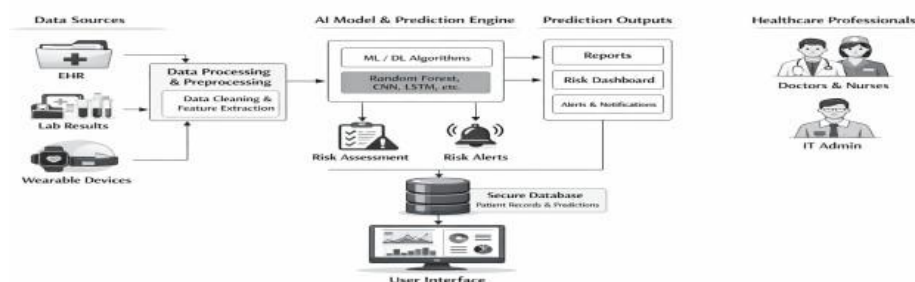 Data Sources
EHR
Lab Results
Wearable Devices
Data Processing
& Preprocessing
Data Cleaning &
Feature Extraction
AI Model & Prediction Engine
ML / DL Algorithms
Random Forest,
CNN, LSTM, etc.
Risk Assessment
Risk Alerts
Prediction Outputs
Reports
Risk Dashboard
Alerts & Notifications
Healthcare Professionals
Doctors & Nurses
IT Admin
Secure Database
Patient Records & Predictions
User Interface